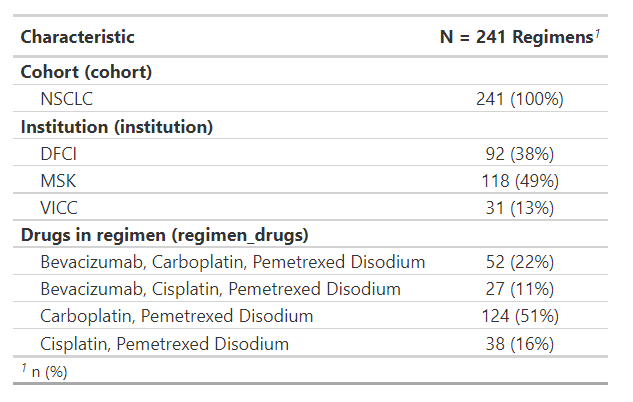 Characteristic N = 241 Regimens1
Cohort (cohort)
NSCLC 241 (100%)
Institution (institution)
DFCI 92 (38%)
MSK 118 (49%)
VICC 31 (13%)
Drugs in regimen (regimen_drugs)
Bevacizumab, Carboplatin, Pemetrexed Disodium 52 (22%)
Bevacizumab, Cisplatin, Pemetrexed Disodium 27 (11%)
Carboplatin, Pemetrexed Disodium 124 (51%)
Cisplatin, Pemetrexed Disodium 38 (16%)
1 n (%)